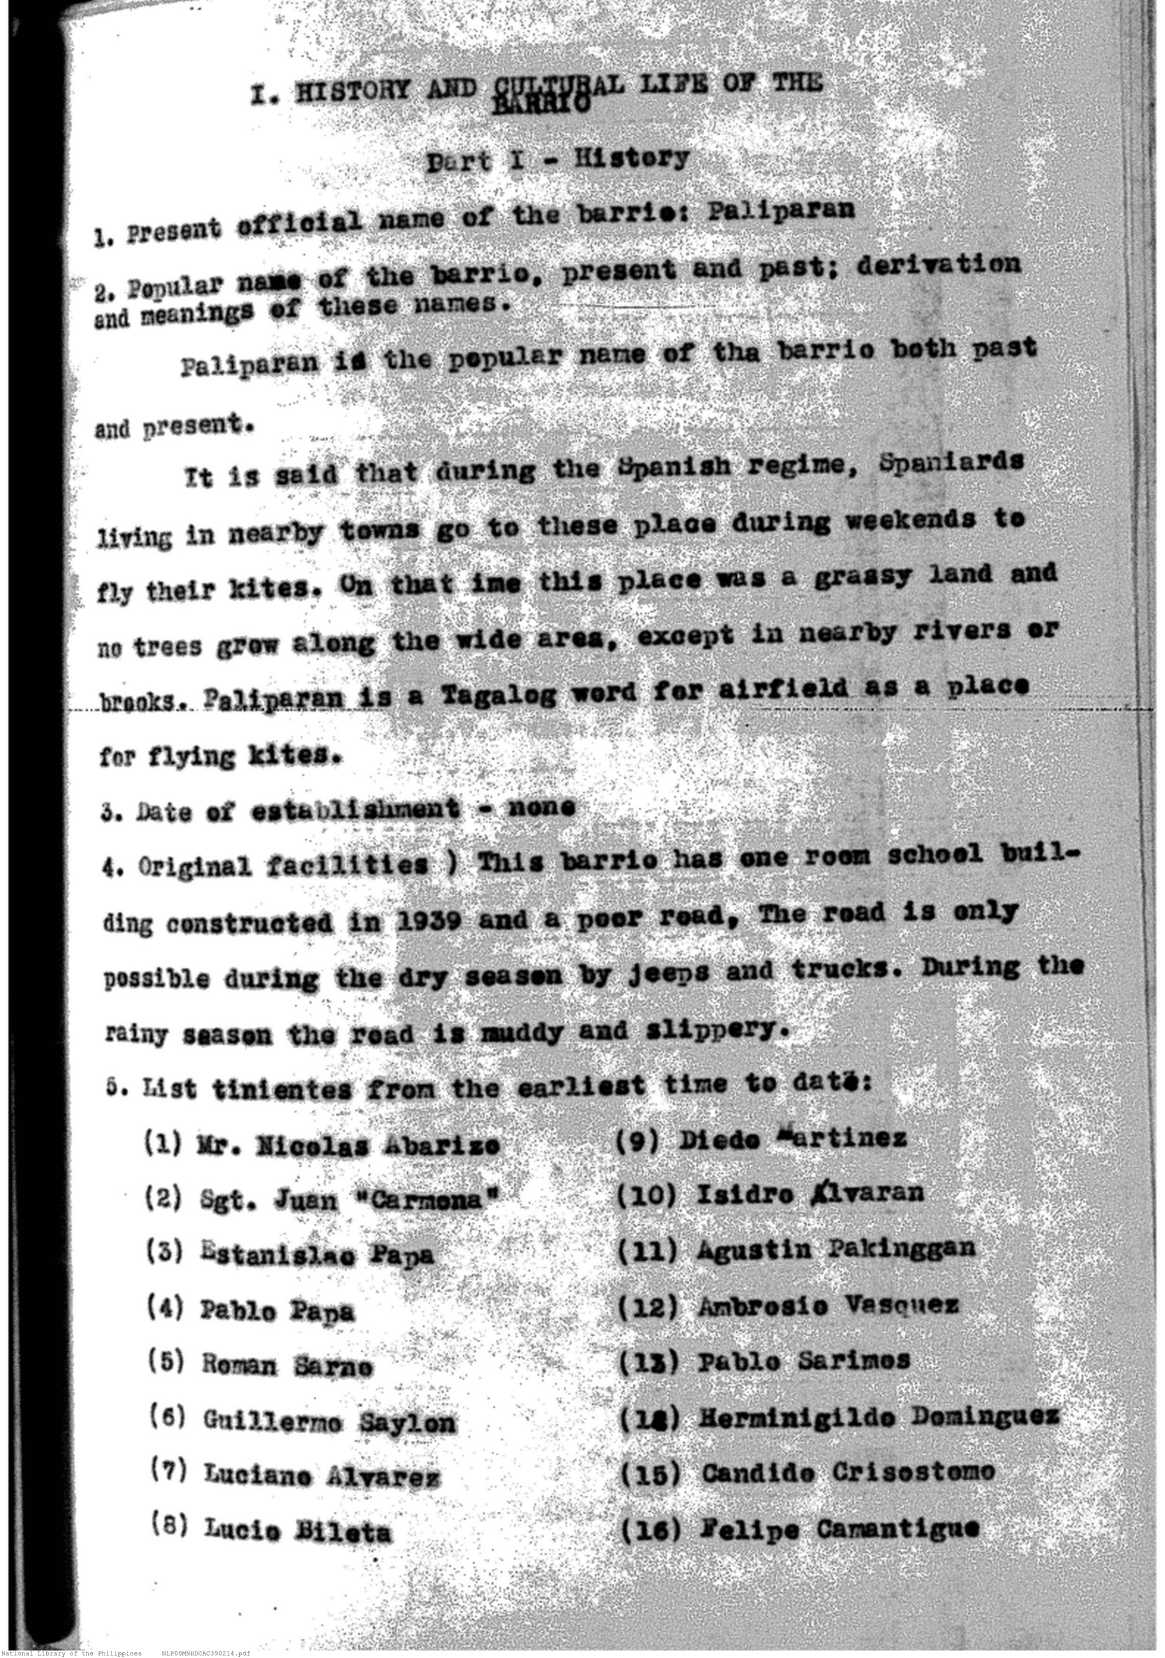 I. HISTORY AND CULTURAL LIFE OF THE
BARRIO
Part I - History
1. Present official name of the barrio: Paliparan
2. Popular name of the barrio, present and past; derivation
and meanings of these names.
Paliparan is the popular name of tha barrio both past
and present.
It is said that during the Spanish regime, Spaniards
living in nearby towns go to these place during weekends to
fly their kites. On that ime this place was a grassy land and
no trees grow along the wide area, except in nearby rivers or
brooks. Paliparan is a Tagalog word for airfield as a place
for flying kites.
3. Date of establishment - none
4. Original facilities ) This barrio has one room school buil-
ding constructed in 1939 and a poor road, The road is only
possible during the dry season by jeeps and trucks. During the
rainy season the road is muddy and slippery.
5. List tinientes from the earliest time to date:
(1) Mr. Nicolas Abarizo
(2) Sgt. Juan "Carmona"
(3) Estanislao Papa
(4) Pablo Papa
(5) Roman Sarno
(6) Guillermo Saylon
(7) Luciano Alvarez
(8) Lucio Bileta
(9) Diedo Martinez
(10) Isidro Alvaran
(11) Agustin Pakinggan
(12) Ambrosio Vasquez
(13) Pablo Sarimos
(14) Herminigildo Dominguez
(15) Candido Crisostomo
(16) Felipe Camantigue
National Library of the Philippines NLPODMNHDCAC390214.pdf